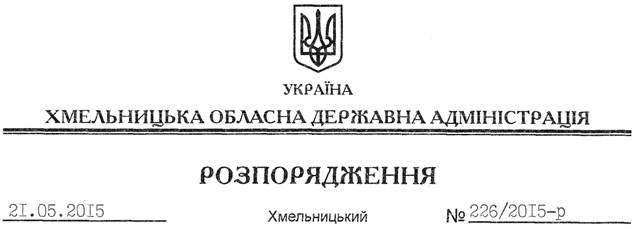 УКРАЇНА
ХМЕЛЬНИЦЬКА ОБЛАСНА ДЕРЖАВНА АДМІНІСТРАЦІЯ
РОЗПОРЯДЖЕННЯ
21.05.2015 Хмельницький № 226/2015-р